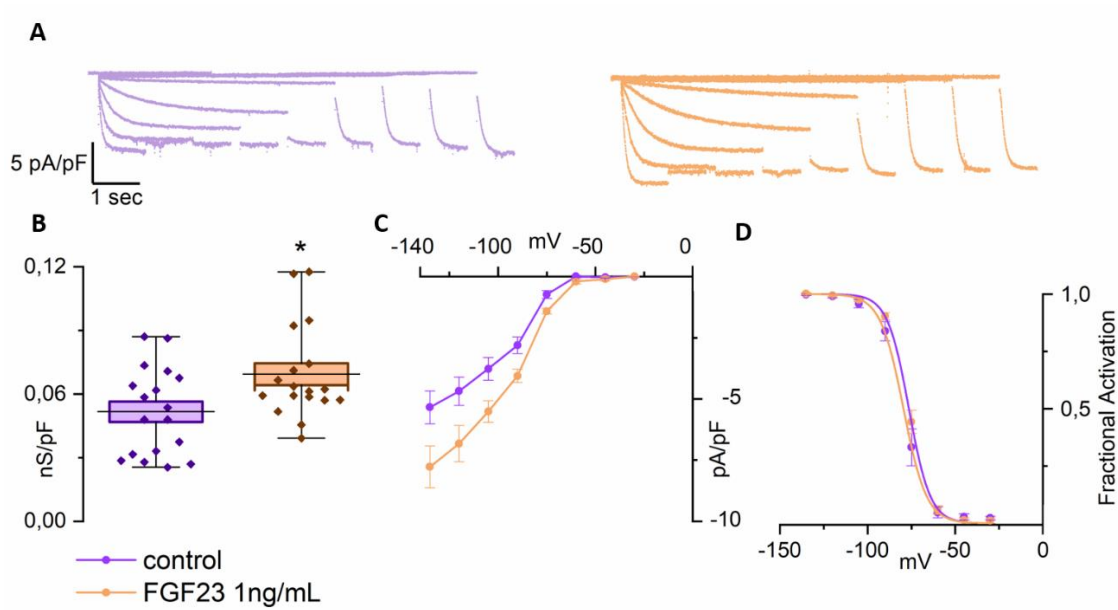 A
5 pA/pF
1 sec
B
*
0,12
0,06
0,00
nS/pF
C
-140 -100 mV -50 0
-5
-10
pA/pF
D
1,0
0,5
Fractional Activation
-150 -100 mV -50 0
control
FGF23 1ng/mL